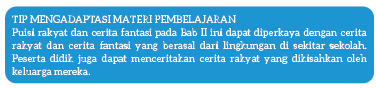 TIP MENGADAPTASI MATERI PEMBELAJARAN
Puisi rakyat dan cerita fantasi pada Bab II ini dapat diperkaya dengan cerita
rakyat dan cerita fantasi yang berasal dari lingkungan di sekitar sekolah.
Peserta didik juga dapat menceritakan cerita rakyat yang dikisahkan oleh
keluarga mereka.